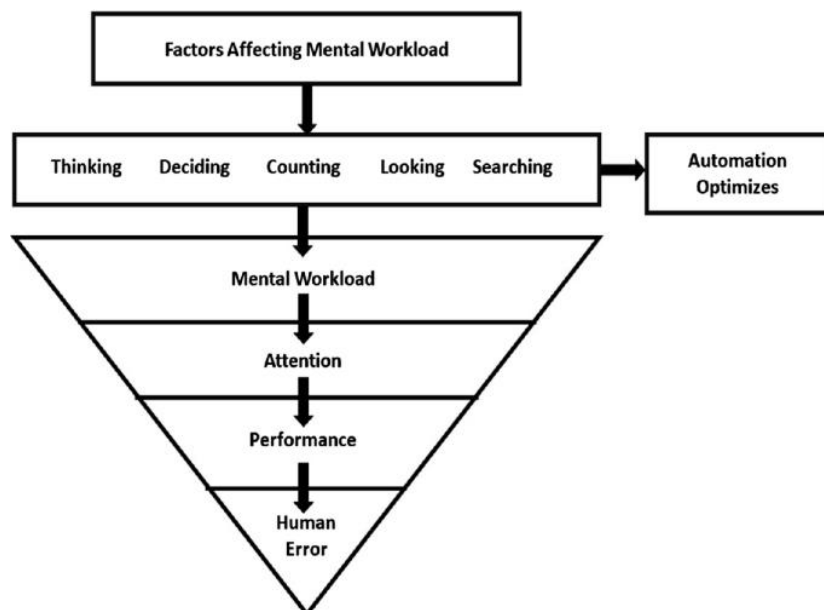 Factors Affecting Mental Workload
Thinking Deciding Counting Looking Searching
Automation
Optimizes
Mental Workload
Attention
Performance
Human
Error